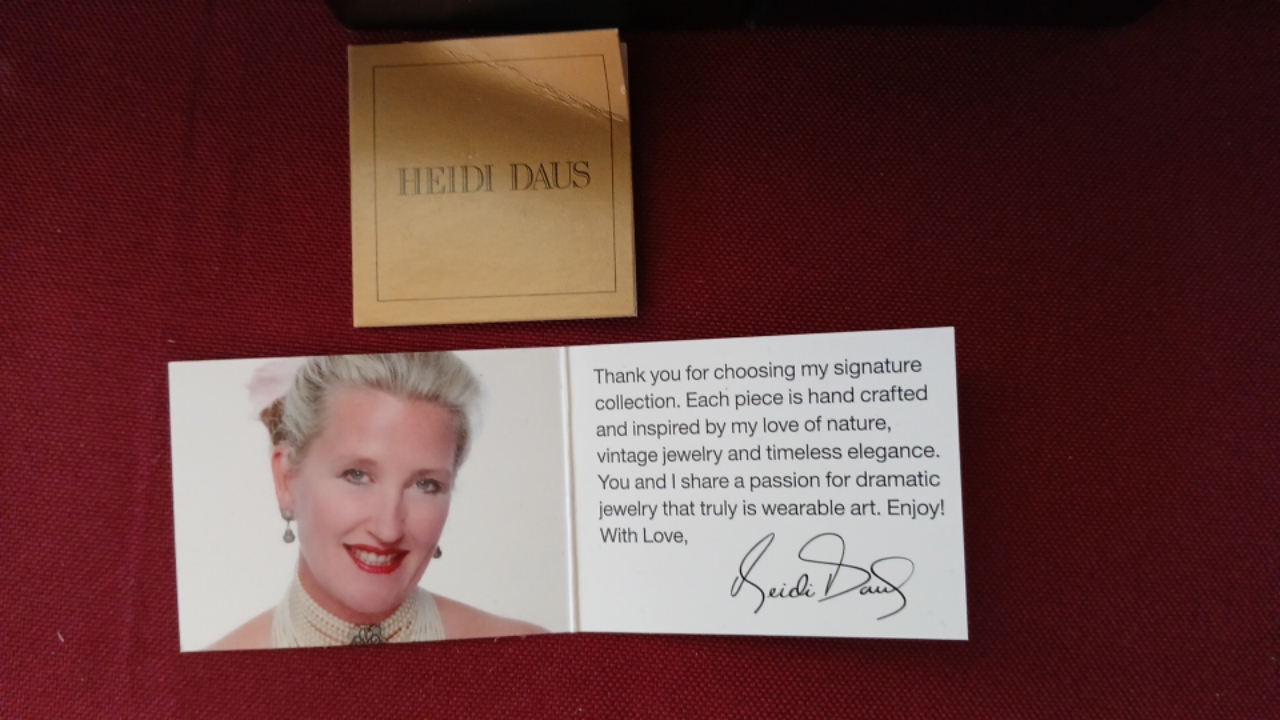 HEIDI DAUS
Thank you for choosing my signature
collection. Each piece is hand crafted
and inspired by my love of nature,
vintage jewelry and timeless elegance.
You and I share a passion for dramatic
jewelry that truly is wearable art. Enjoy!
With Love,
Heidi Daus